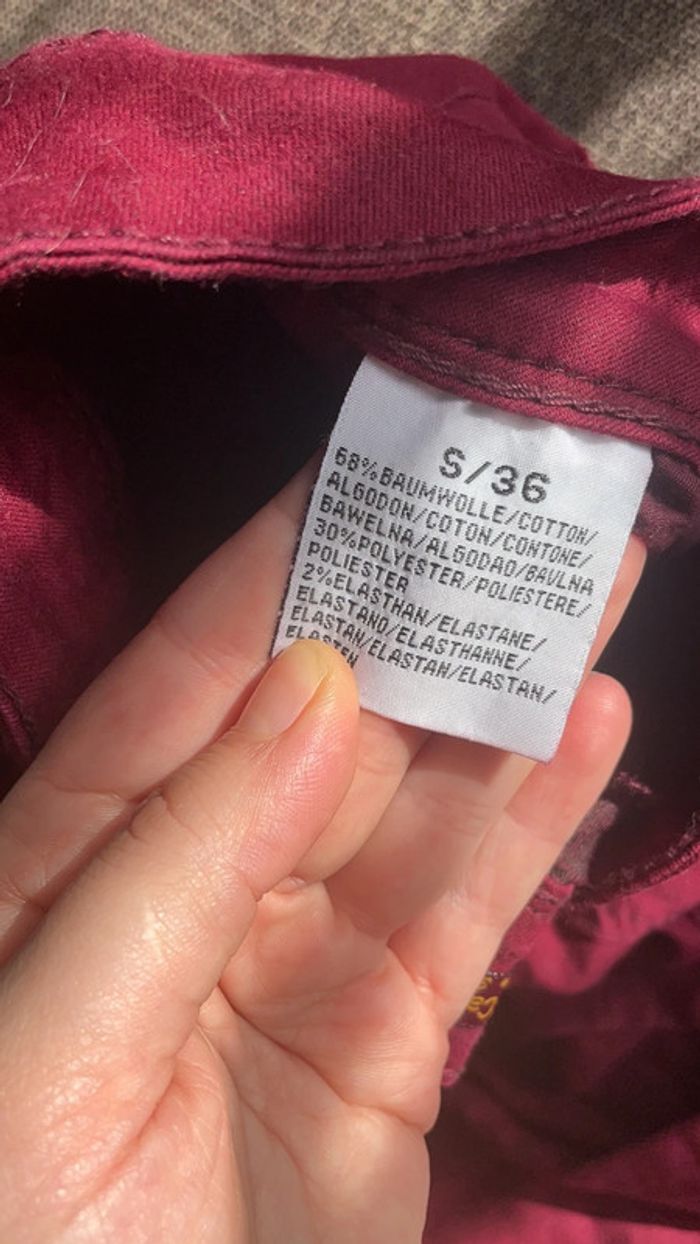 S/36
68%BAUMWOLLE/COTTON/
ALGODON/COTON/CONTONE/
BAWELNA/ALGODAO/BAVLNA
30%POLYESTER/POLIESTERE/
POLIESTER
2%ELASTHAN/ELASTANE/
ELASTANO/ELASTHANNE/
ELASTAN/ELASTAN/ELASTAN/
ELASTEN